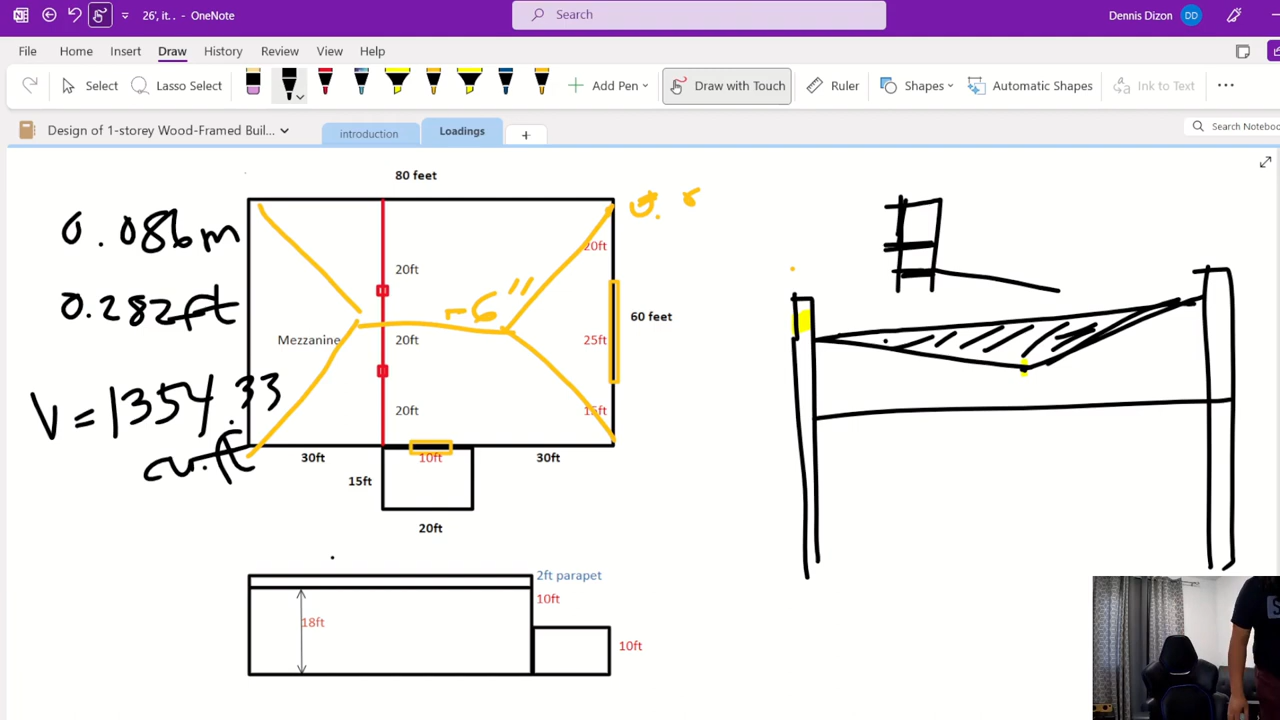 26', it. . - OneNote
Search
Dennis Dizon
DD
File
Home
Insert
Draw
History
Review
View
Help
Select
Lasso Select
Add Pen
Draw with Touch
Ruler
Shapes
Automatic Shapes
Ink to Text
Design of 1-storey Wood-Framed Buil...
introduction
Loadings
Search Notebo
80 feet
0.086m
0.282ft
V=1354.33
cu.ft
20ft
20ft
-6"
60 feet
Mezzanine
20ft
25ft
20ft
15ft
30ft
10ft
30ft
15ft
20ft
2ft parapet
10ft
18ft
10ft